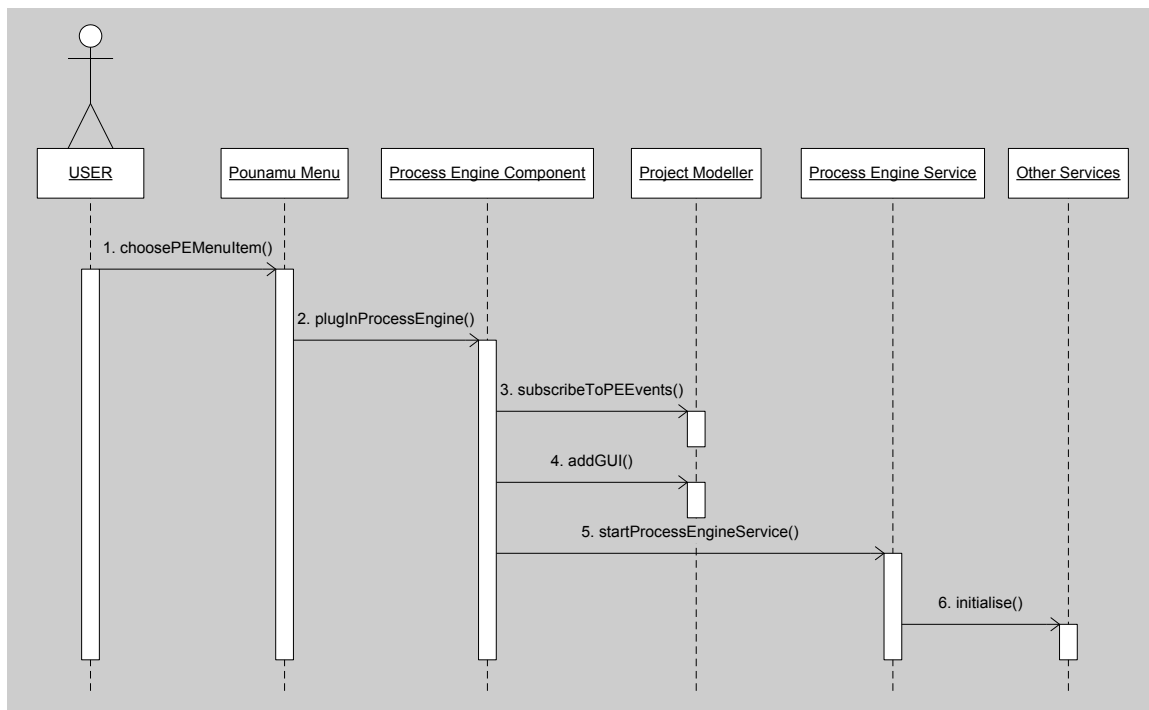 USER
Pounamu Menu
Process Engine Component
Project Modeller
Process Engine Service
Other Services
1. choosePEMenuItem()
2. plugInProcessEngine()
3. subscribeToPEEvents()
4. addGUI()
5. startProcessEngineService()
6. initialise()